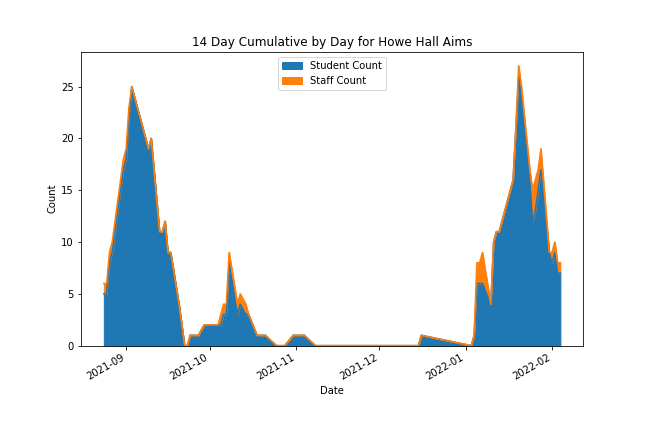 14 Day Cumulative by Day for Howe Hall Aims
Student Count
Staff Count
25
20
15
10
5
0
Count
2021-09
2021-10
2021-11
2021-12
2022-01
2022-02
Date